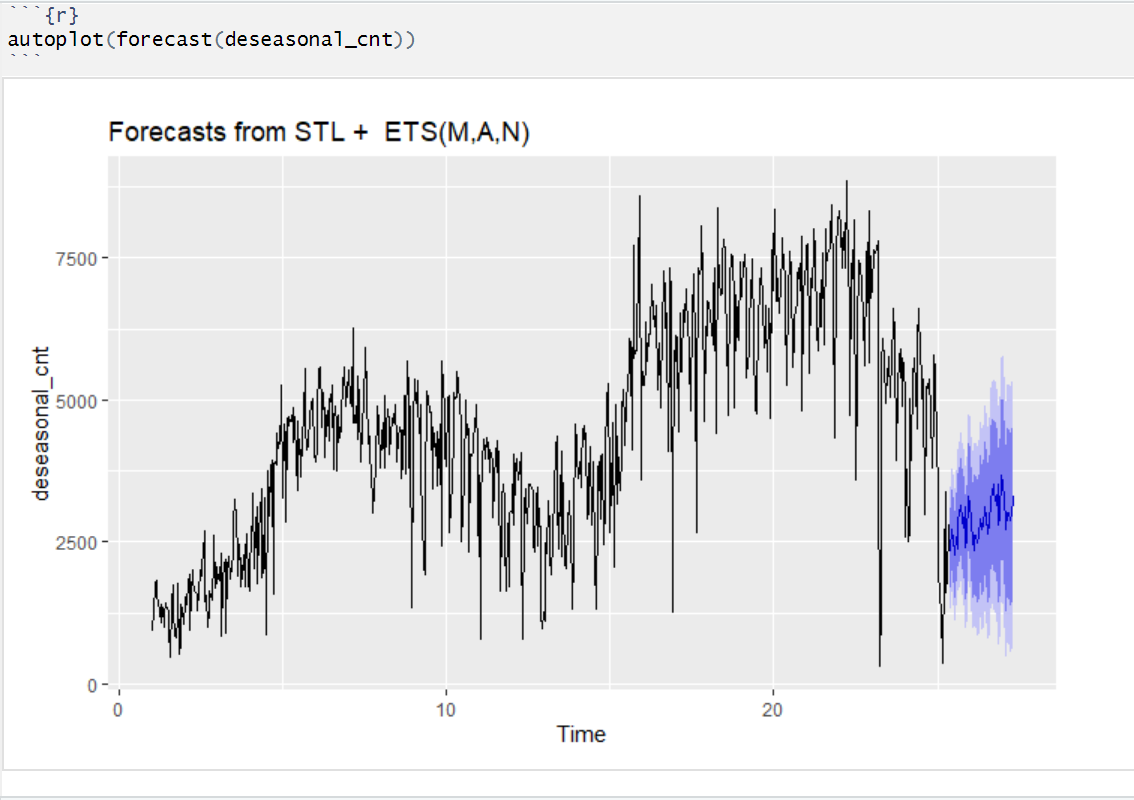 ```{r}
autoplot(forecast(deseasonal_cnt))
```
Forecasts from STL +  ETS(M,A,N)
7500
5000
2500
0
deseasonal_cnt
0
10
20
Time